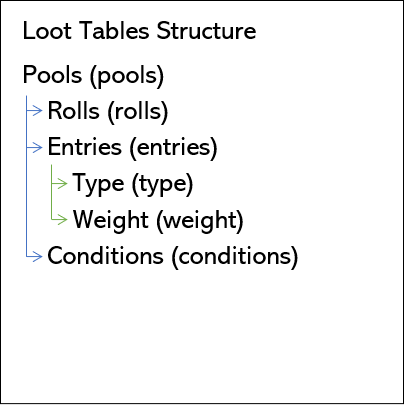 Loot Tables Structure
Pools (pools)
Rolls (rolls)
Entries (entries)
Type (type)
Weight (weight)
Conditions (conditions)